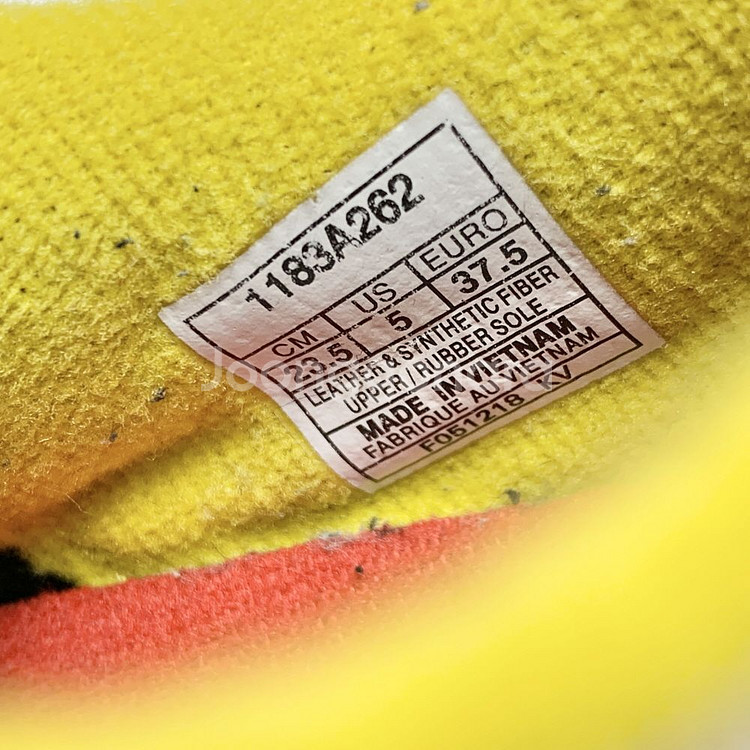 1183A262
CM US EURO
23.5 5 37.5
LEATHER & SYNTHETIC FIBER
UPPER / RUBBER SOLE
MADE IN VIETNAM
FABRIQUE AU VIETNAM
F051218